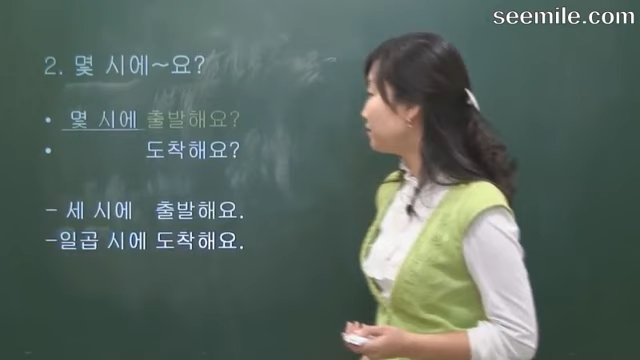 seemile.com
2. 몇 시에~요?
• 몇 시에 출발해요?
• 도착해요?
- 세 시에 출발해요.
-일곱 시에 도착해요.